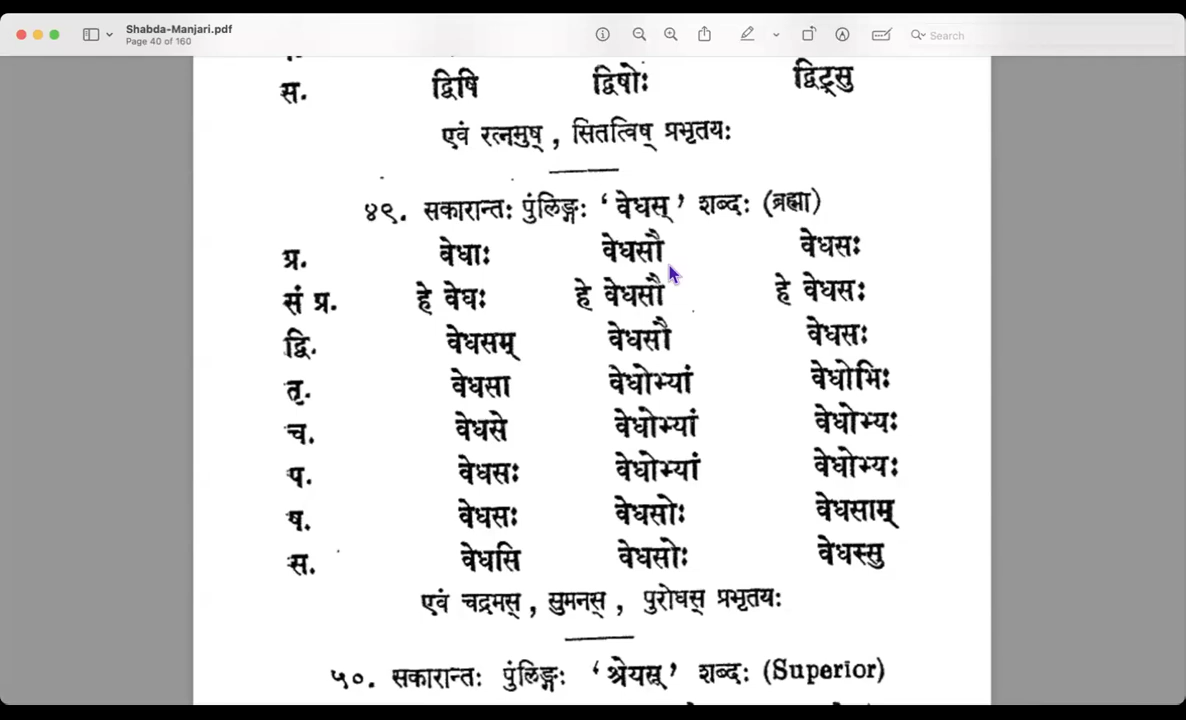 Shabda-Manjari.pdf
Page 40 of 160
Search
स. द्विषि द्विषोः द्विट्सु
एवं रत्नमुष् , सितत्विष् प्रभृतयः
४९. सकारान्तः पुंलिङ्गः ‘ वेधस् ’ शब्दः (ब्रह्मा)
प्र. वेधाः वेधसौ वेधसः
सं प्र. हे वेधः हे वेधसौ हे वेधसः
द्वि. वेधसम् वेधसौ वेधसः
तृ. वेधसा वेधोभ्यां वेधोभिः
च. वेधसे वेधोभ्यां वेधोभ्यः
प. वेधसः वेधोभ्यां वेधोभ्यः
ष. वेधसः वेधसोः वेधसाम्
स. वेधसि वेधसोः वेधस्सु
एवं चद्रमस् , सुमनस् , पुरोधस् प्रभृतयः
५०. सकारान्तः पुंलिङ्गः ‘ श्रेयस् ’ शब्दः (Superior)